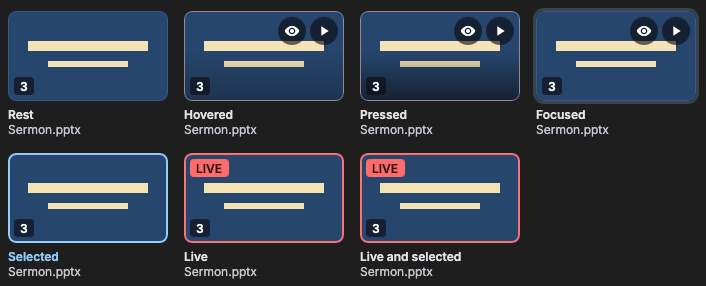 3
Rest
Sermon.pptx
3
Hovered
Sermon.pptx
3
Pressed
Sermon.pptx
3
Focused
Sermon.pptx
3
Selected
Sermon.pptx
LIVE
3
Live
Sermon.pptx
LIVE
3
Live and selected
Sermon.pptx